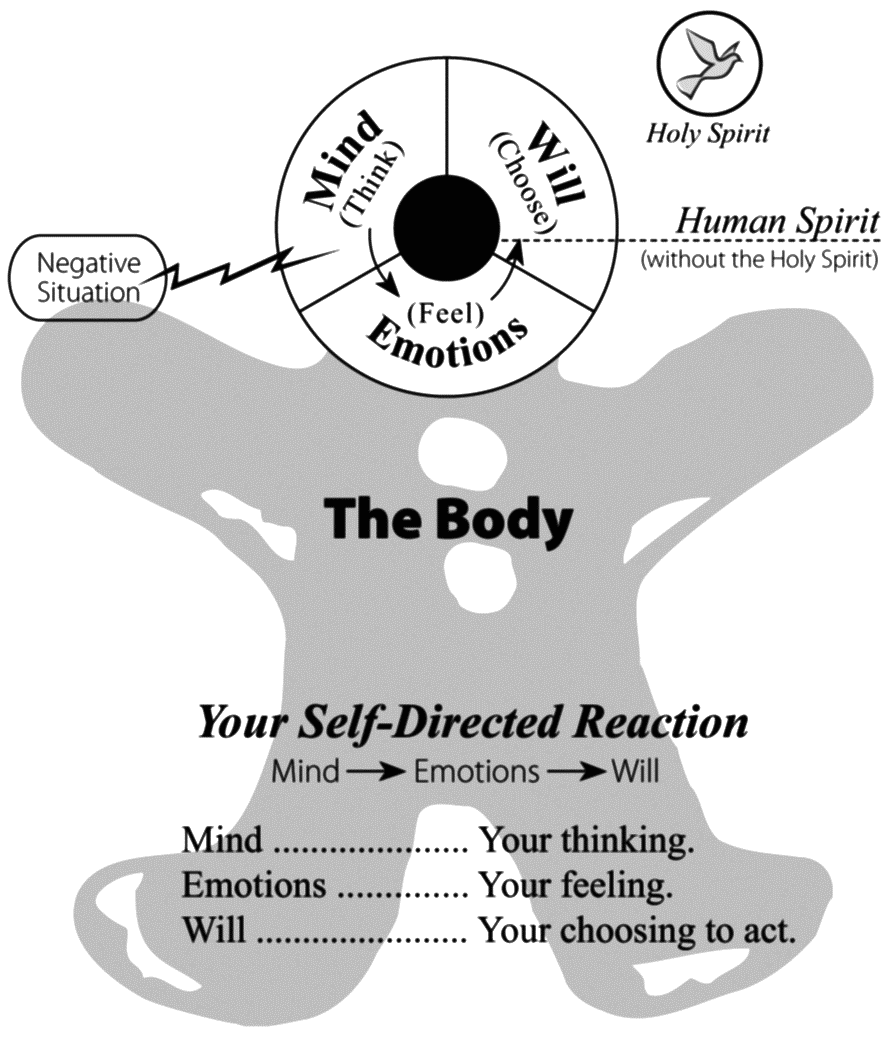 Holy Spirit
Mind
(Think)
Will
(Choose)
Human Spirit
(without the Holy Spirit)
Negative
Situation
(Feel)
Emotions
The Body
Your Self-Directed Reaction
Mind → Emotions → Will
Mind ..................... Your thinking.
Emotions .............. Your feeling.
Will ....................... Your choosing to act.